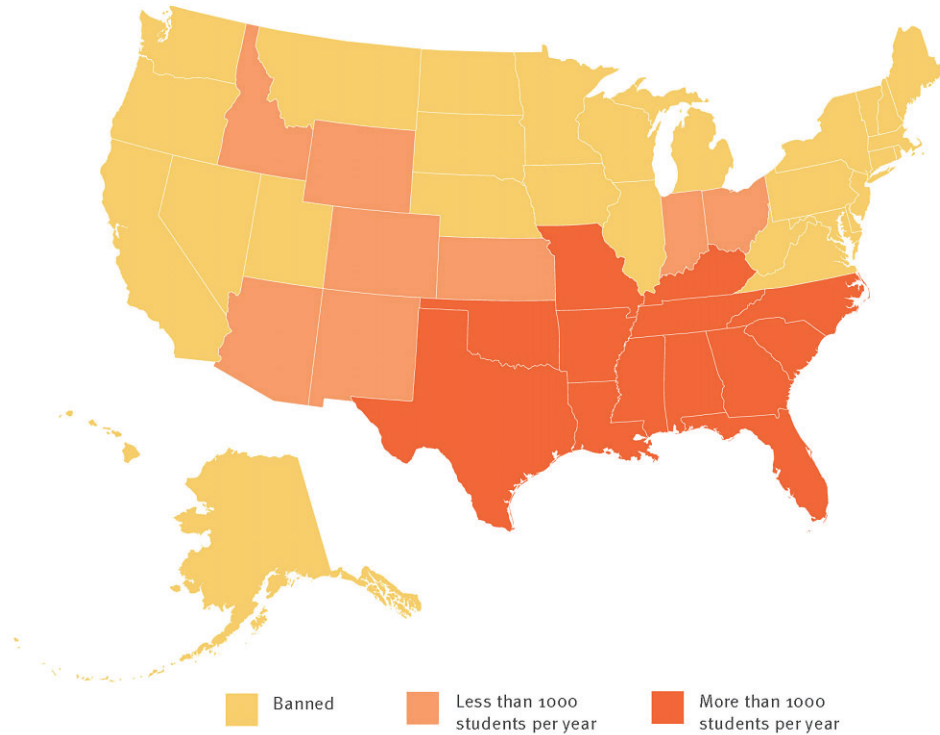 Banned
Less than 1000
students per year
More than 1000
students per year